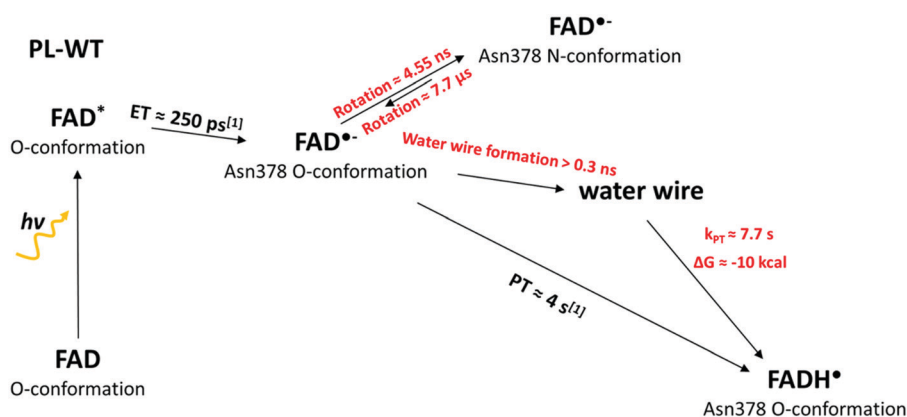 PL-WT
FAD•-
Asn378 N-conformation
Rotation ≈ 4.55 ns
Rotation ≈ 7.7 µs
FAD*
O-conformation
ET ≈ 250 ps[1]
FAD•-
Asn378 O-conformation
Water wire formation > 0.3 ns
water wire
hv
kPT ≈ 7.7 s
ΔG ≈ -10 kcal
PT ≈ 4 s[1]
FAD
O-conformation
FADH•
Asn378 O-conformation